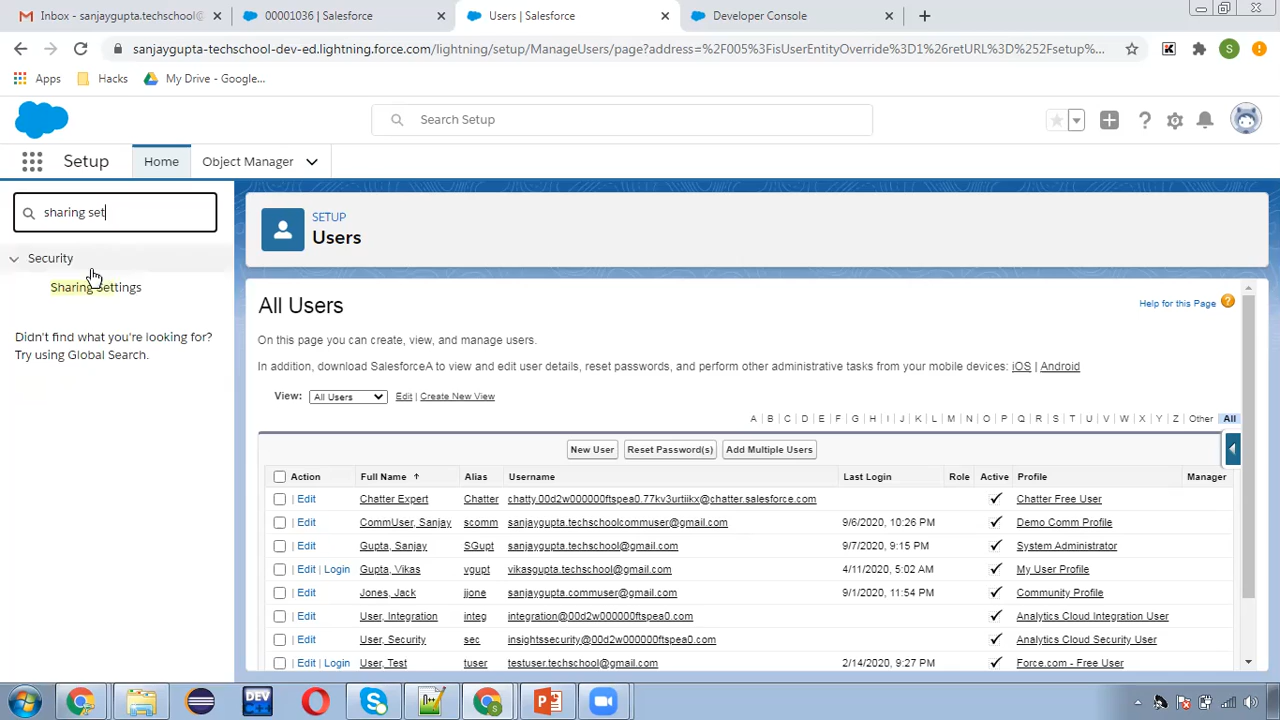 Inbox - sanjaygupta.techschool@
00001036 | Salesforce
Users | Salesforce
Developer Console
sanjaygupta-techschool-dev-ed.lightning.force.com/lightning/setup/ManageUsers/page?address=%2F005%3FisUserEntityOverride%3D1%26retURL%3D%252Fsetup%...
Apps
Hacks
My Drive - Google...
Search Setup
Setup
Home
Object Manager
sharing set
Security
Sharing Settings
Didn't find what you're looking for?
Try using Global Search.
SETUP
Users
All Users
Help for this Page
On this page you can create, view, and manage users.
In addition, download SalesforceA to view and edit user details, reset passwords, and perform other administrative tasks from your mobile devices: iOS | Android
View: All Users Edit | Create New View
A B C D E F G H I J K L M N O P Q R S T U V W X Y Z Other All
New User Reset Password(s) Add Multiple Users
Action Full Name Alias Username Last Login Role Active Profile Manager
Edit Chatter Expert Chatter chatty.00d2w000000ftspea0.77kv3urtiikx@chatter.salesforce.com Chatter Free User
Edit CommUser, Sanjay scomm sanjaygupta.techschoolcommuser@gmail.com 9/6/2020, 10:26 PM Demo Comm Profile
Edit Gupta, Sanjay SGupt sanjaygupta.techschool@gmail.com 9/7/2020, 9:15 PM System Administrator
Edit | Login Gupta, Vikas vgupt vikasgupta.techschool@gmail.com 4/11/2020, 5:02 AM My User Profile
Edit Jones, Jack jjone sanjaygupta.commuser@gmail.com 9/1/2020, 11:54 PM Community Profile
Edit User, Integration integ integration@00d2w000000ftspea0.com Analytics Cloud Integration User
Edit User, Security sec insightssecurity@00d2w000000ftspea0.com Analytics Cloud Security User
Edit | Login User, Test tuser testuser.techschool@gmail.com 2/14/2020, 9:27 PM Force.com - Free User